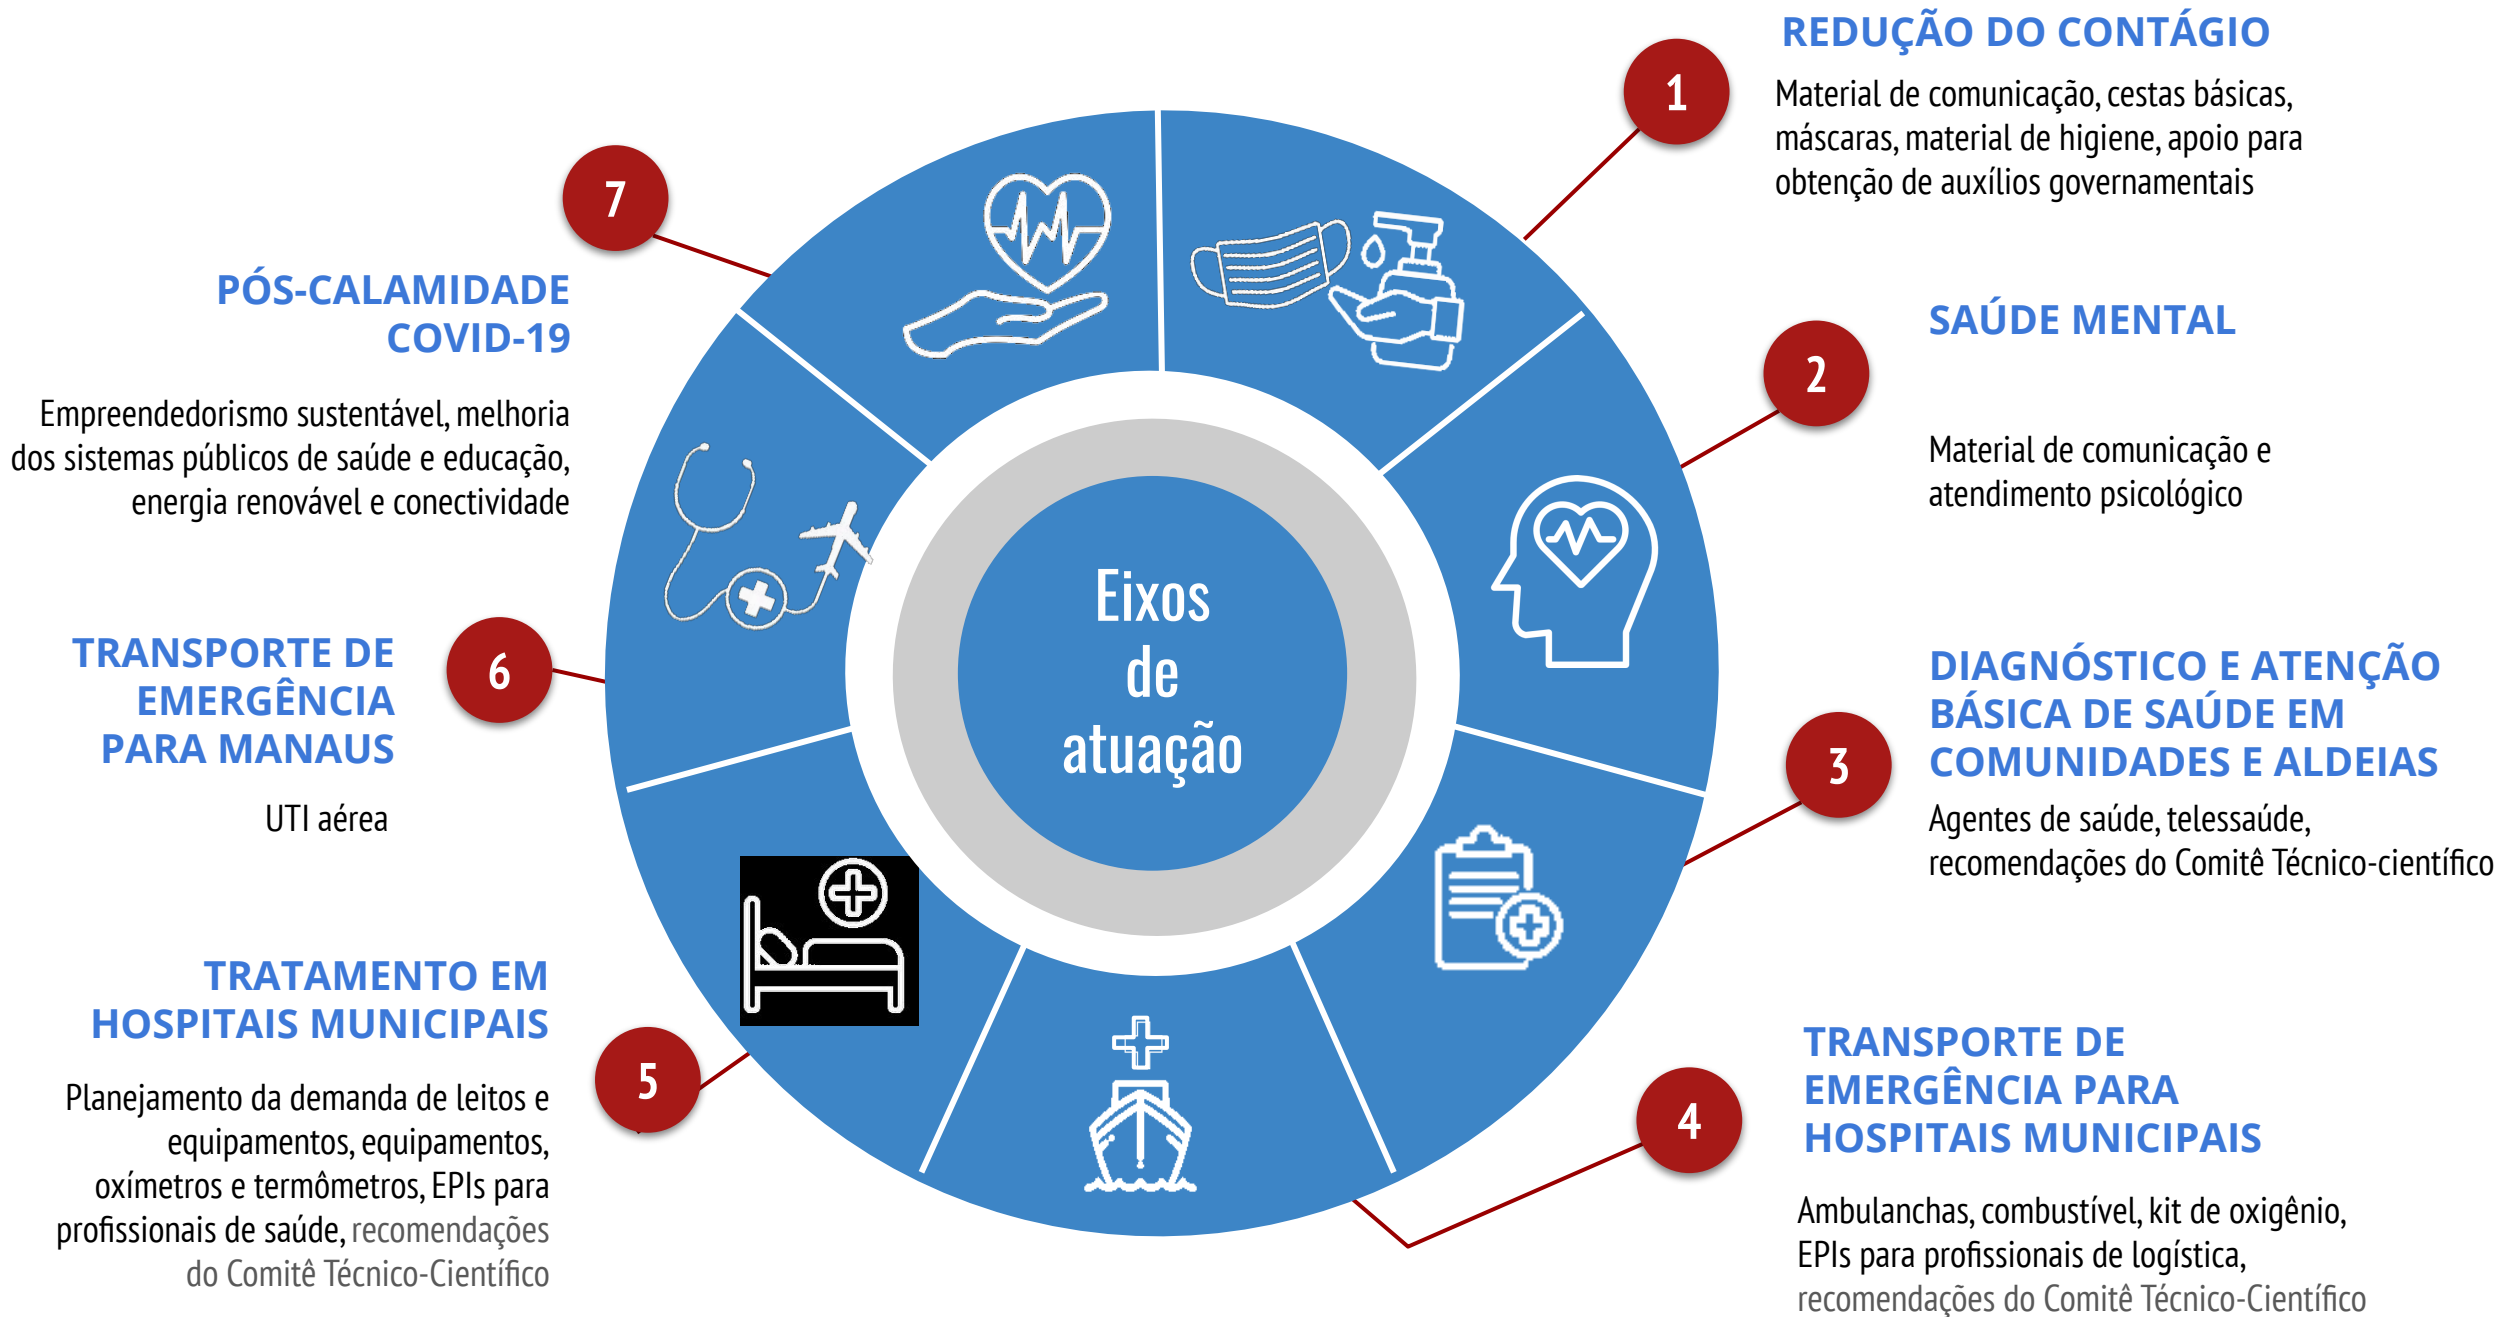 Eixos
de
atuação
1
REDUÇÃO DO CONTÁGIO
Material de comunicação, cestas básicas,
máscaras, material de higiene, apoio para
obtenção de auxílios governamentais
2
SAÚDE MENTAL
Material de comunicação e
atendimento psicológico
3
DIAGNÓSTICO E ATENÇÃO
BÁSICA DE SAÚDE EM
COMUNIDADES E ALDEIAS
Agentes de saúde, telessaúde,
recomendações do Comitê Técnico-científico
4
TRANSPORTE DE
EMERGÊNCIA PARA
HOSPITAIS MUNICIPAIS
Ambulanchas, combustível, kit de oxigênio,
EPIs para profissionais de logística,
recomendações do Comitê Técnico-Científico
5
TRATAMENTO EM
HOSPITAIS MUNICIPAIS
Planejamento da demanda de leitos e
equipamentos, equipamentos,
oxímetros e termômetros, EPIs para
profissionais de saúde, recomendações
do Comitê Técnico-Científico
6
TRANSPORTE DE
EMERGÊNCIA
PARA MANAUS
UTI aérea
7
PÓS-CALAMIDADE
COVID-19
Empreendedorismo sustentável, melhoria
dos sistemas públicos de saúde e educação,
energia renovável e conectividade